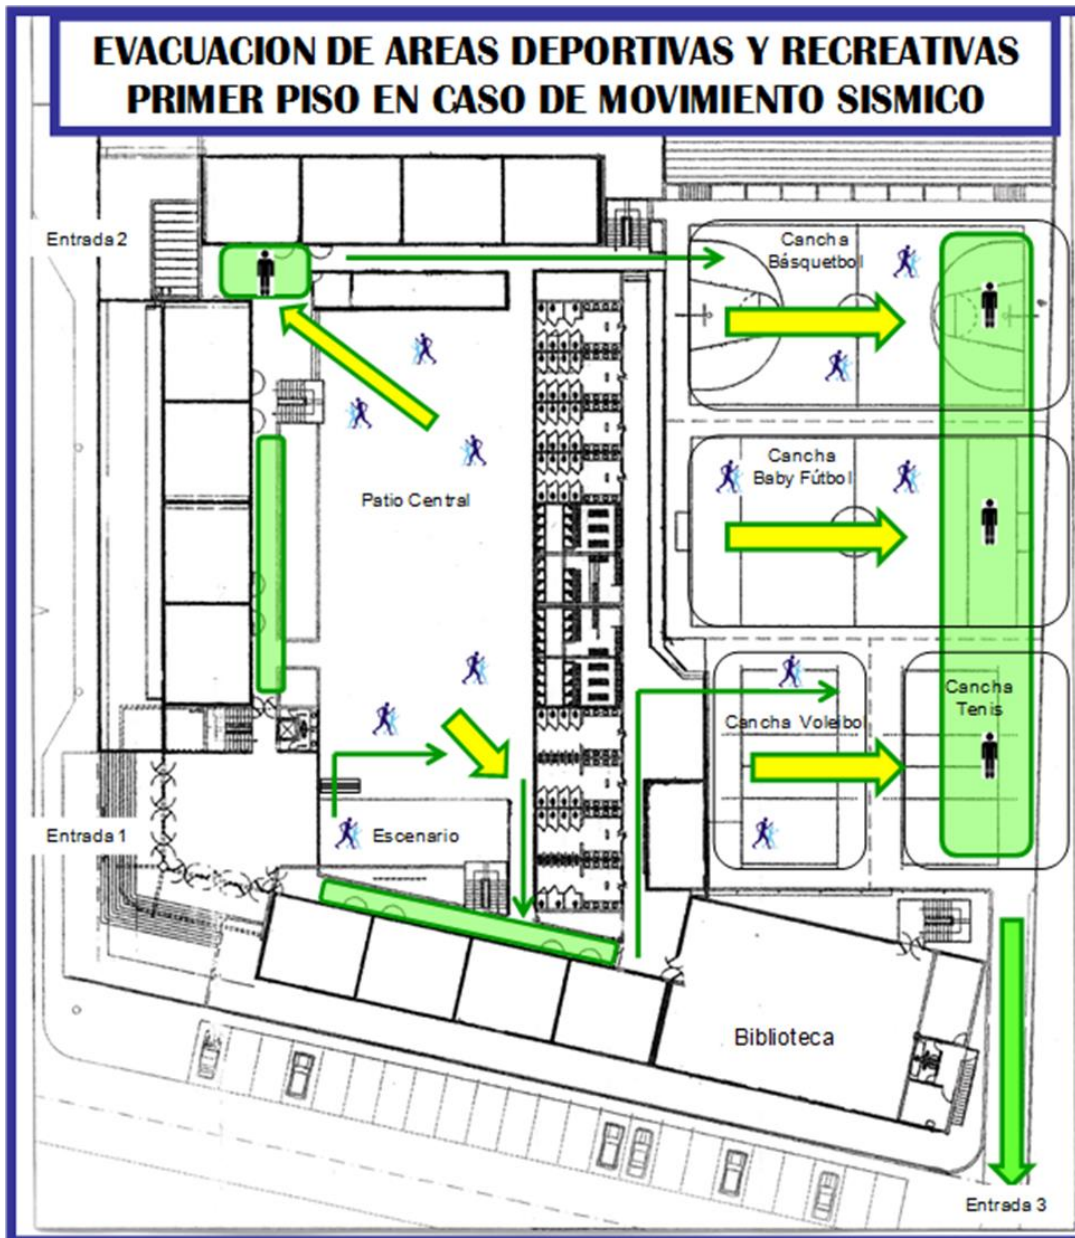 EVACUACION DE AREAS DEPORTIVAS Y RECREATIVAS
PRIMER PISO EN CASO DE MOVIMIENTO SISMICO
Entrada 2
Cancha
Básquetbol
Cancha
Baby Fútbol
Patio Central
Cancha
Tenis
Cancha Voleibo
Entrada 1
Escenario
Biblioteca
Entrada 3